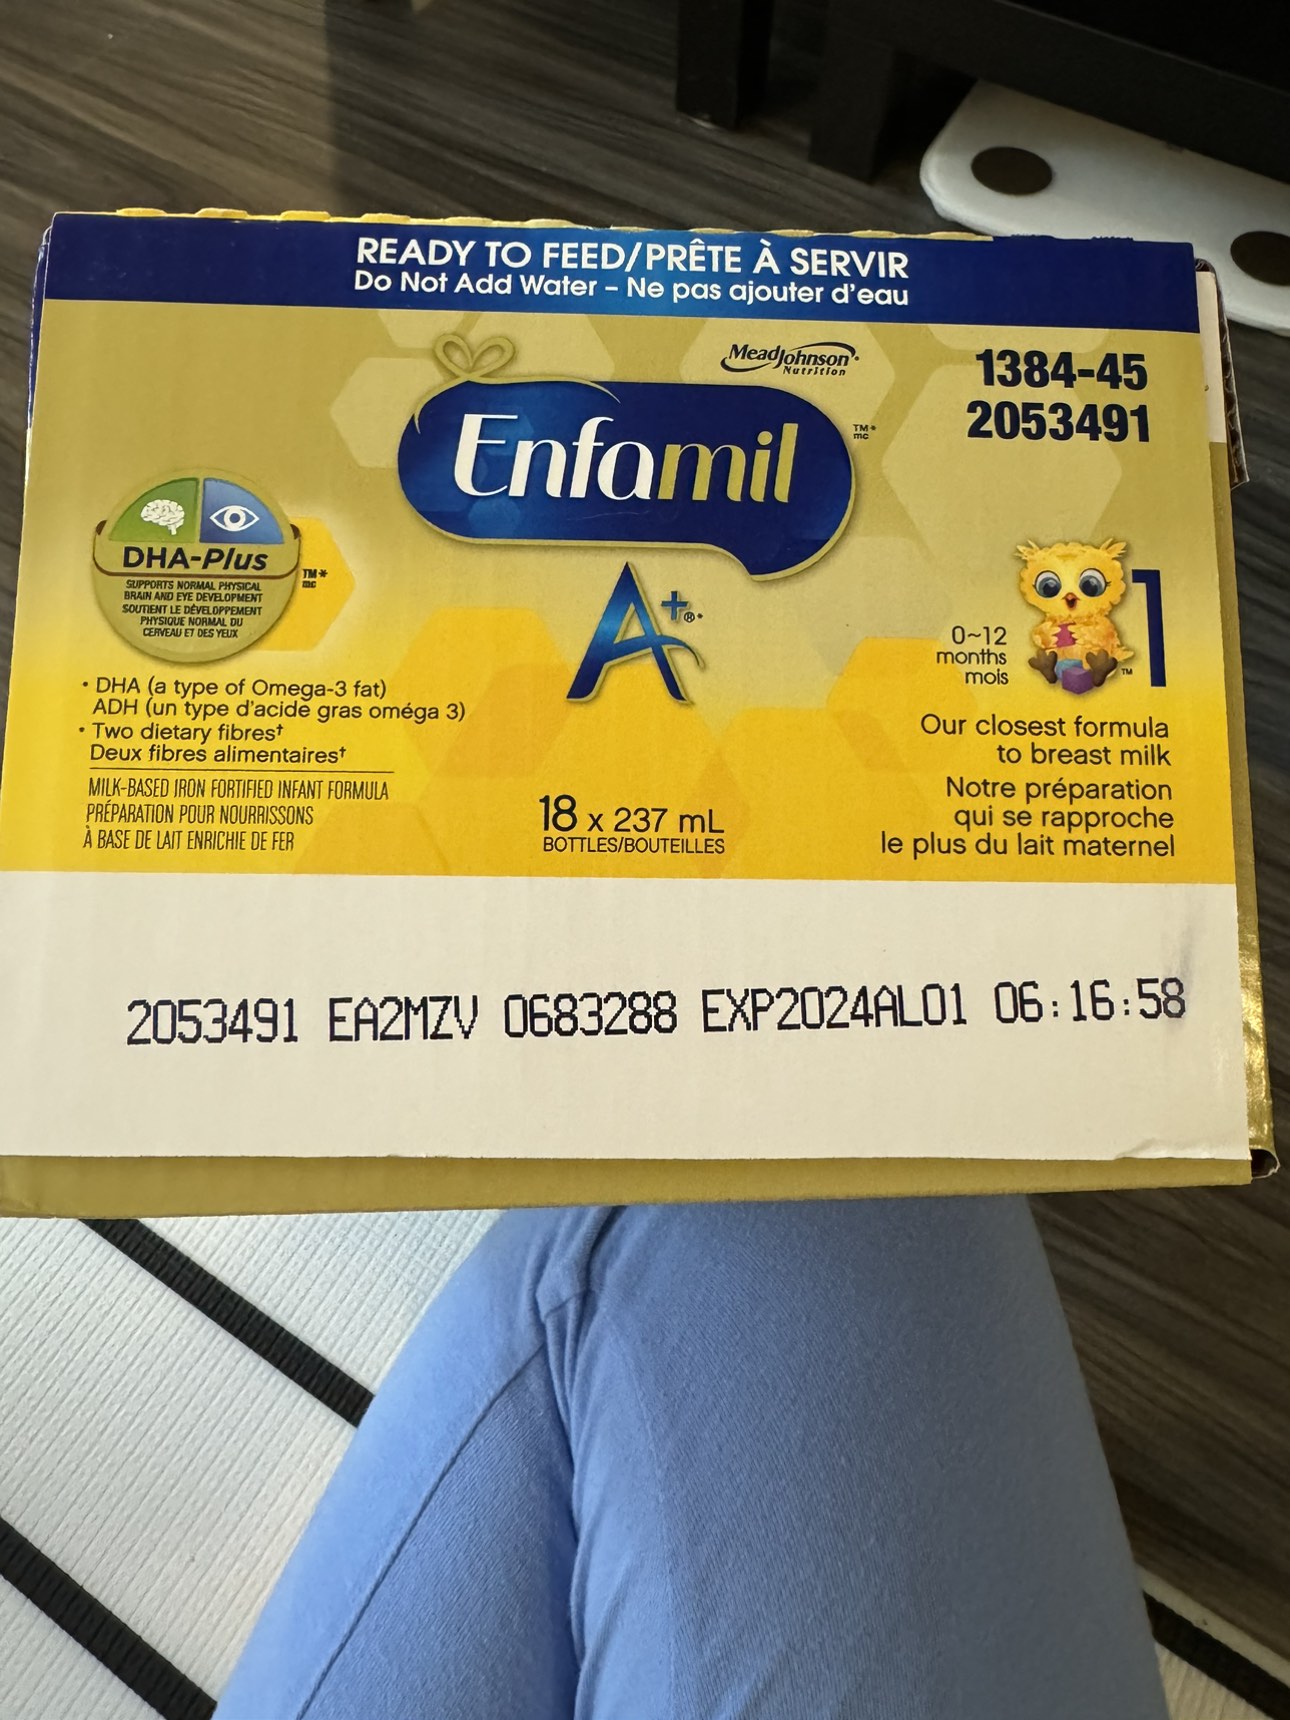 READY TO FEED/PRÊTE À SERVIR
Do Not Add Water – Ne pas ajouter d'eau
MeadJohnson®
Nutrition
1384-45
2053491
Enfamil
TM*
mc
A+®•
DHA-Plus
TM*
mc
SUPPORTS NORMAL PHYSICAL
BRAIN AND EYE DEVELOPMENT
SOUTIENT LE DÉVELOPPEMENT
PHYSIQUE NORMAL DU
CERVEAU ET DES YEUX
• DHA (a type of Omega-3 fat)
ADH (un type d'acide gras oméga 3)
• Two dietary fibres†
Deux fibres alimentaires†
MILK-BASED IRON FORTIFIED INFANT FORMULA
PRÉPARATION POUR NOURRISSONS
À BASE DE LAIT ENRICHIE DE FER
18 x 237 mL
BOTTLES/BOUTEILLES
0~12
months
mois
TM
1
Our closest formula
to breast milk
Notre préparation
qui se rapproche
le plus du lait maternel
2053491 EA2MZV 0683288 EXP2024AL01 06:16:58